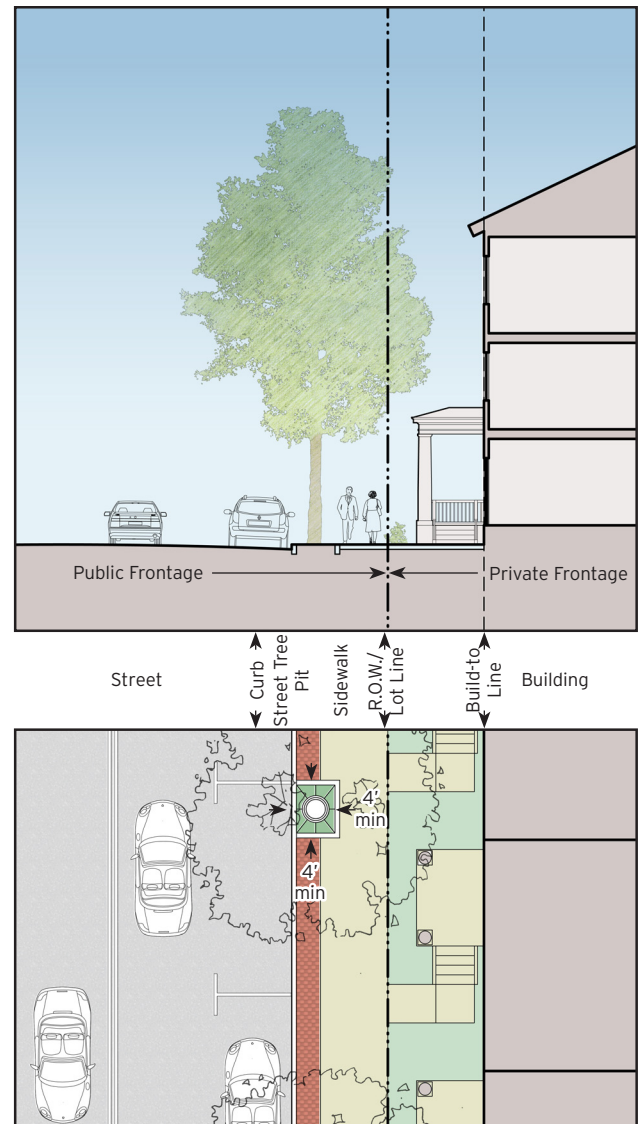 Public Frontage
Private Frontage
Street
Curb
Street Tree
Pit
Sidewalk
R.O.W./
Lot Line
Build-to
Line
Building
4'
min
4'
min